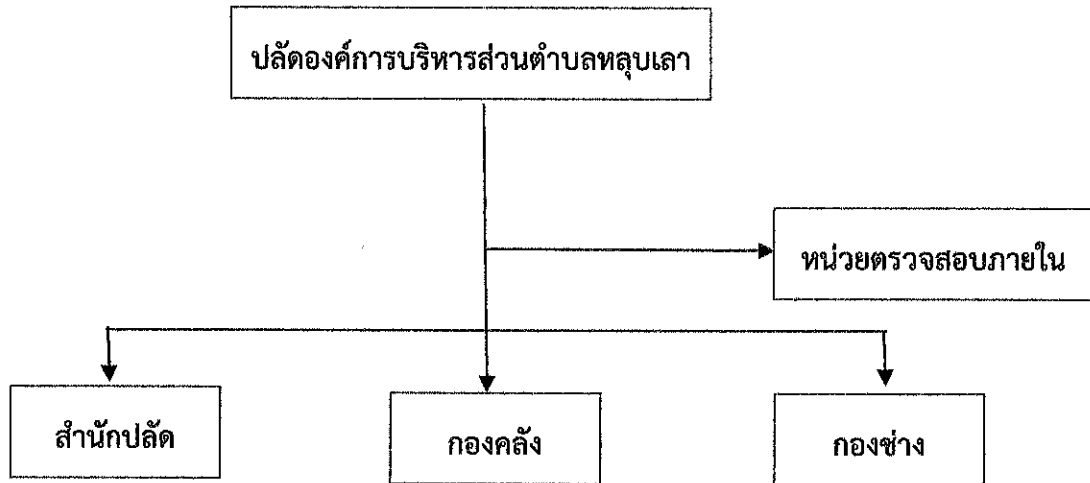 ปลัดองค์การบริหารส่วนตำบลหลุบเลา
หน่วยตรวจสอบภายใน
สำนักปลัด
กองคลัง
กองช่าง